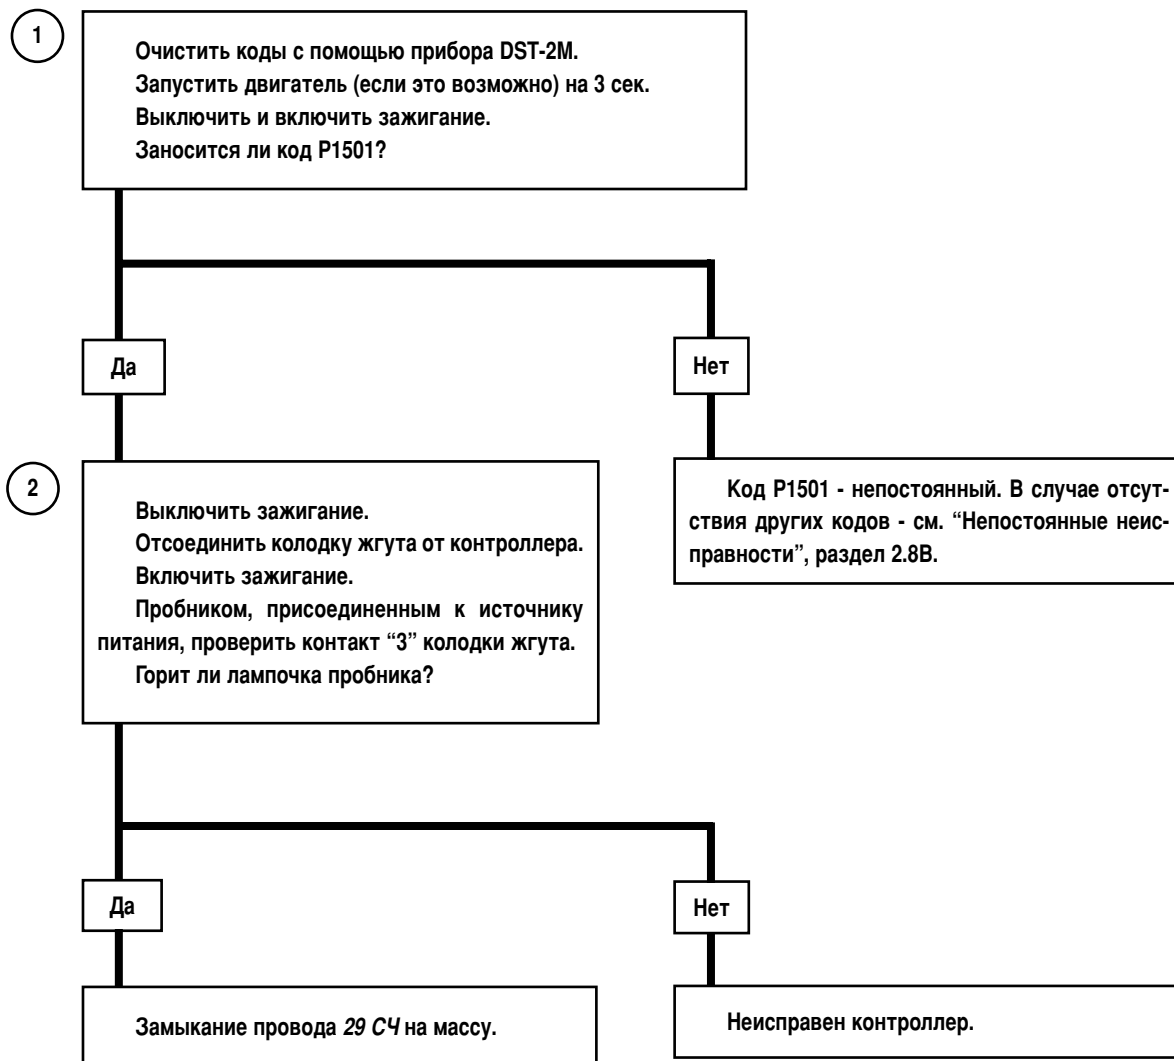 1
Очистить коды с помощью прибора DST-2M.
Запустить двигатель (если это возможно) на 3 сек.
Выключить и включить зажигание.
Заносится ли код P1501?
Да
Нет
2
Выключить зажигание.
Отсоединить колодку жгута от контроллера.
Включить зажигание.
Пробником, присоединенным к источнику
питания, проверить контакт “3” колодки жгута.
Горит ли лампочка пробника?
Код P1501 - непостоянный. В случае отсут-
ствия других кодов - см. “Непостоянные неис-
правности”, раздел 2.8В.
Да
Нет
Замыкание провода 29 СЧ на массу.
Неисправен контроллер.